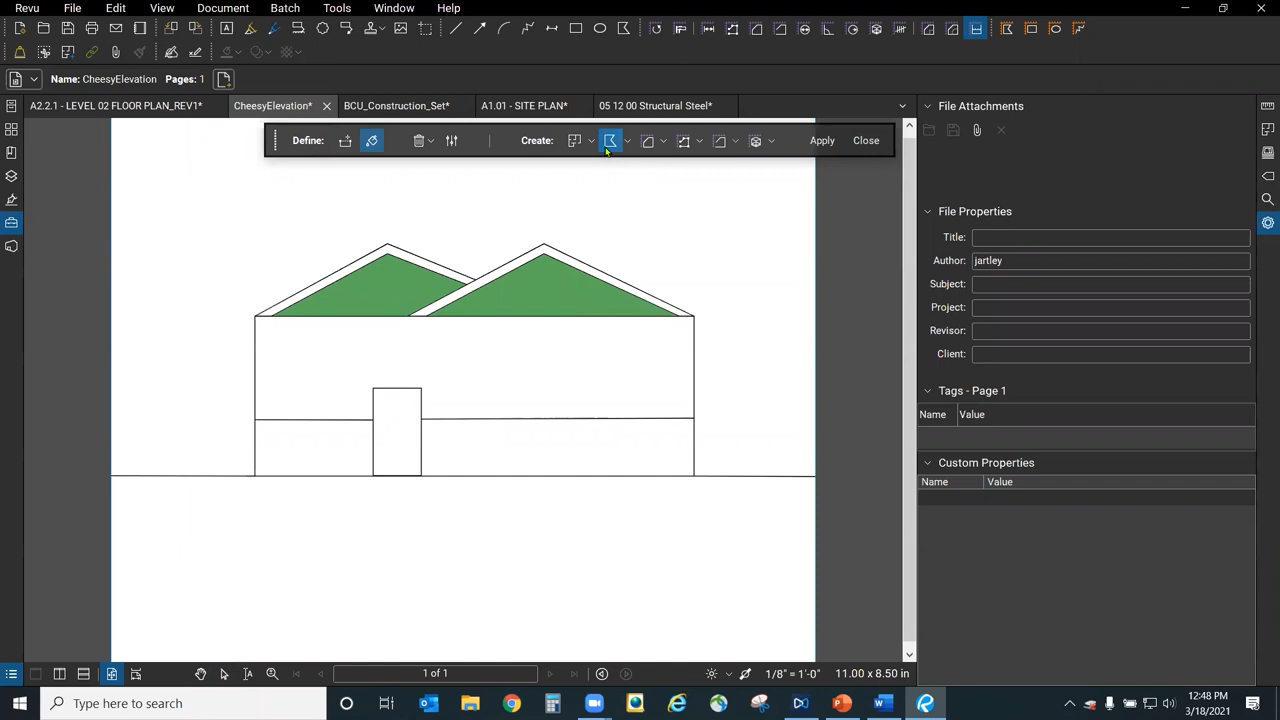 Revu File Edit View Document Batch Tools Window Help
Name: CheesyElevation Pages: 1
A2.2.1 - LEVEL 02 FLOOR PLAN_REV1* CheesyElevation* BCU_Construction_Set* A1.01 - SITE PLAN* 05 12 00 Structural Steel*
Define: Create: Apply Close
File Attachments
File Properties
Title:
Author: jartley
Subject:
Project:
Revisor:
Client:
Tags - Page 1
Name Value
Custom Properties
Name Value
1 of 1 1/8" = 1'-0" 11.00 x 8.50 in
Type here to search
12:48 PM
3/18/2021